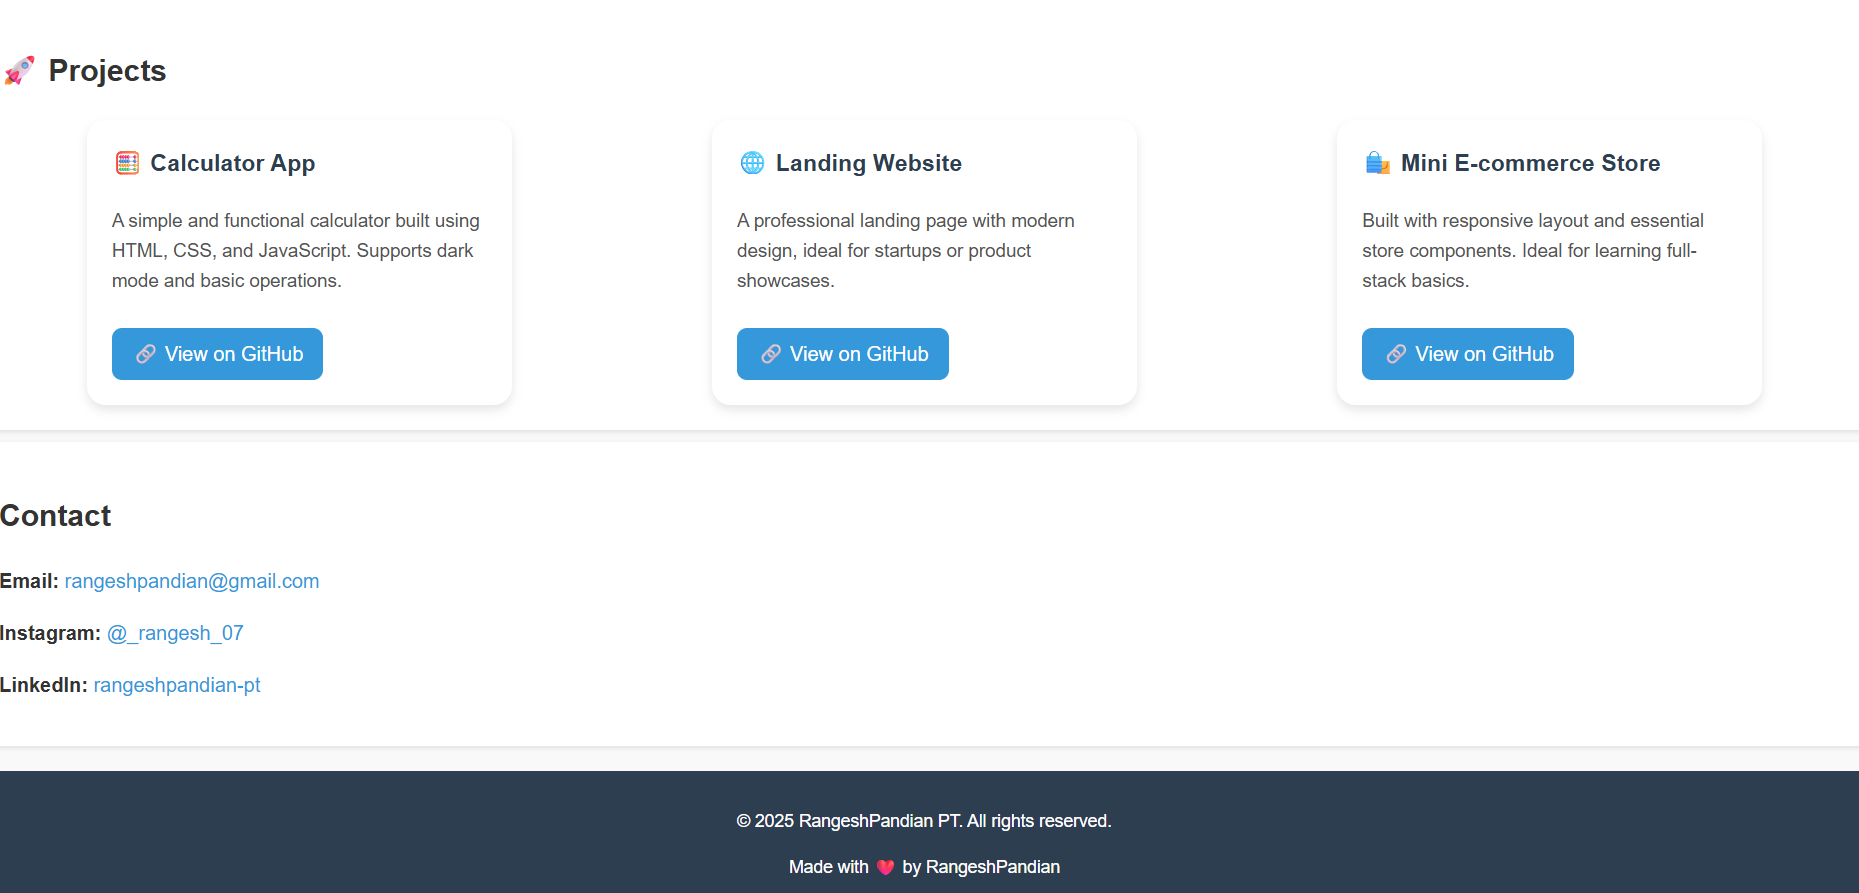 🚀 Projects
🧮 Calculator App
A simple and functional calculator built using
HTML, CSS, and JavaScript. Supports dark
mode and basic operations.
🔗 View on GitHub
🌐 Landing Website
A professional landing page with modern
design, ideal for startups or product
showcases.
🔗 View on GitHub
🛍️ Mini E-commerce Store
Built with responsive layout and essential
store components. Ideal for learning full-
stack basics.
🔗 View on GitHub
Contact
Email: rangeshpandian@gmail.com
Instagram: @_rangesh_07
LinkedIn: rangeshpandian-pt
© 2025 RangeshPandian PT. All rights reserved.
Made with ❤️ by RangeshPandian